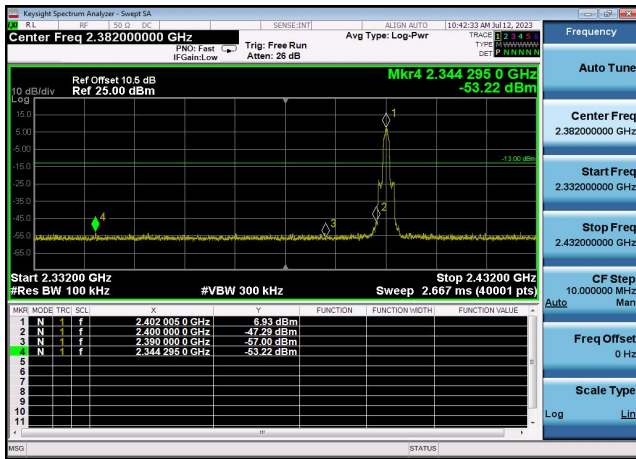 Keysight Spectrum Analyzer - Swept SA
RL RF 50 Ω DC SENSE:INT ALIGN AUTO 10:42:33 AM Jul 12, 2023
Center Freq 2.382000000 GHz
PNO: Fast
IFGain:Low
Trig: Free Run
Atten: 26 dB
Avg Type: Log-Pwr
TRACE 1 2 3 4 5 6
TYPE M W W W W W
DET P N N N N N
Ref Offset 10.5 dB
Ref 25.00 dBm
10 dB/div
Log
Mkr4 2.344 295 0 GHz
-53.22 dBm
15.0
5.00
-5.00
-15.0
-25.0
-35.0
-45.0
-55.0
-65.0
-13.00 dBm
1
2
3
4
Start 2.33200 GHz Stop 2.43200 GHz
#Res BW 100 kHz #VBW 300 kHz Sweep 2.667 ms (40001 pts)
MKR MODE TRC SCL X Y FUNCTION FUNCTION WIDTH FUNCTION VALUE
1 N 1 f 2.402 005 0 GHz 6.93 dBm
2 N 1 f 2.400 000 0 GHz -47.29 dBm
3 N 1 f 2.390 000 0 GHz -57.00 dBm
4 N 1 f 2.344 295 0 GHz -53.22 dBm
5
6
7
8
9
10
11
MSG STATUS
Frequency
Auto Tune
Center Freq
2.382000000 GHz
Start Freq
2.332000000 GHz
Stop Freq
2.432000000 GHz
CF Step
10.000000 MHz
Auto Man
Freq Offset
0 Hz
Scale Type
Log Lin